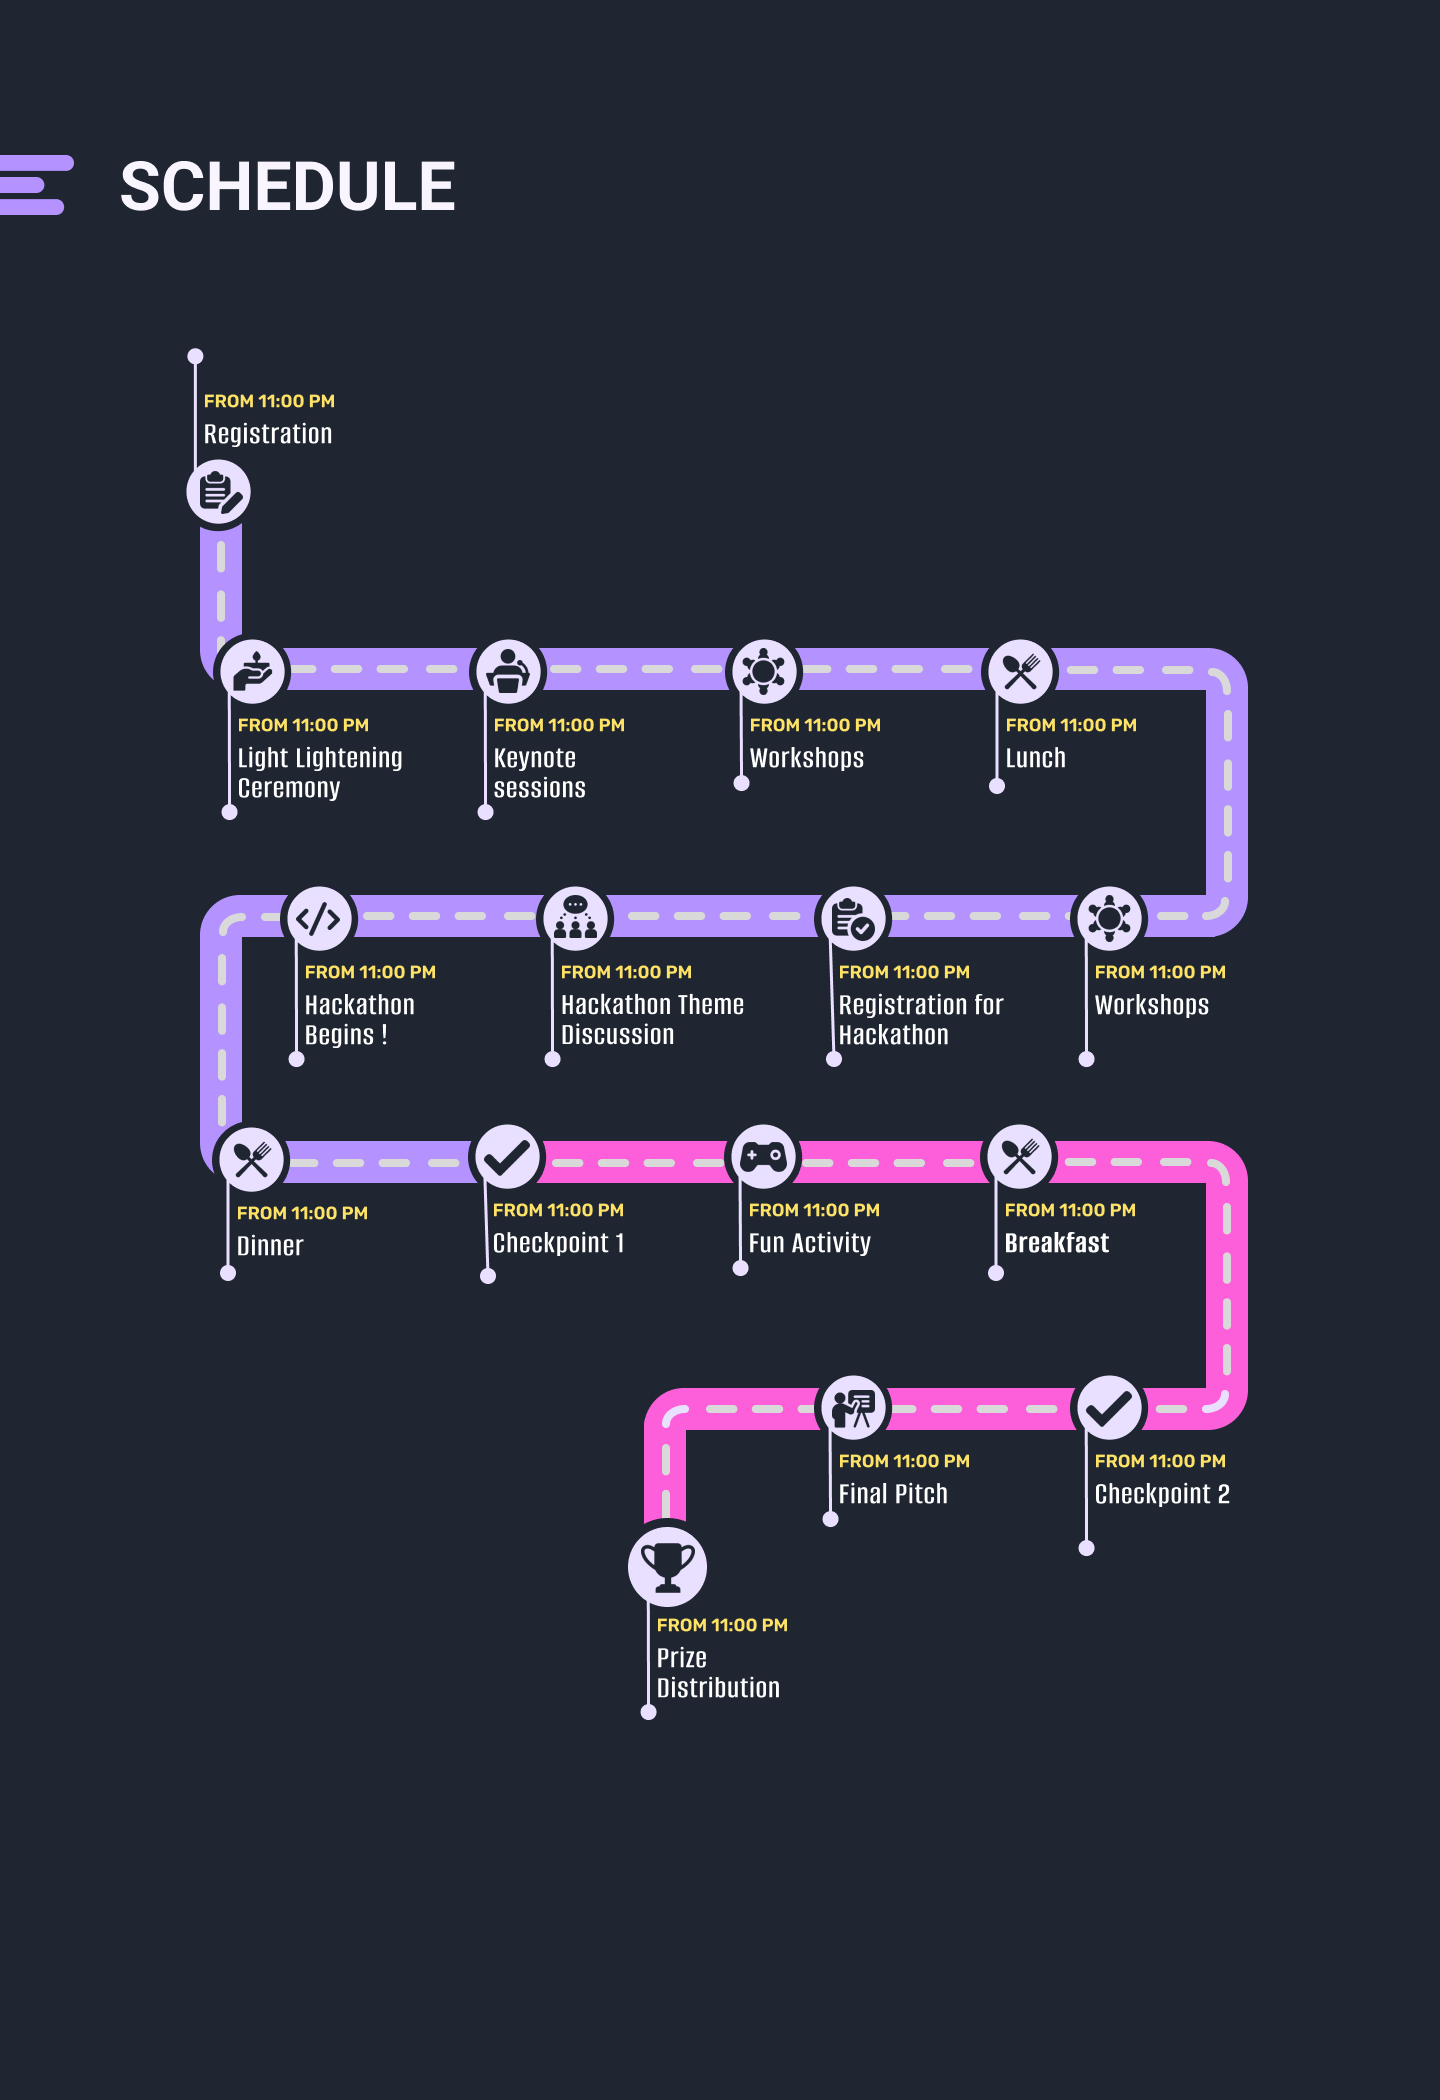 SCHEDULE
FROM 11:00 PM
Registration
FROM 11:00 PM
Light Lightening
Ceremony
FROM 11:00 PM
Keynote
sessions
FROM 11:00 PM
Workshops
FROM 11:00 PM
Lunch
FROM 11:00 PM
Hackathon
Begins !
FROM 11:00 PM
Hackathon Theme
Discussion
FROM 11:00 PM
Registration for
Hackathon
FROM 11:00 PM
Workshops
FROM 11:00 PM
Dinner
FROM 11:00 PM
Checkpoint 1
FROM 11:00 PM
Fun Activity
FROM 11:00 PM
Breakfast
FROM 11:00 PM
Final Pitch
FROM 11:00 PM
Checkpoint 2
FROM 11:00 PM
Prize
Distribution